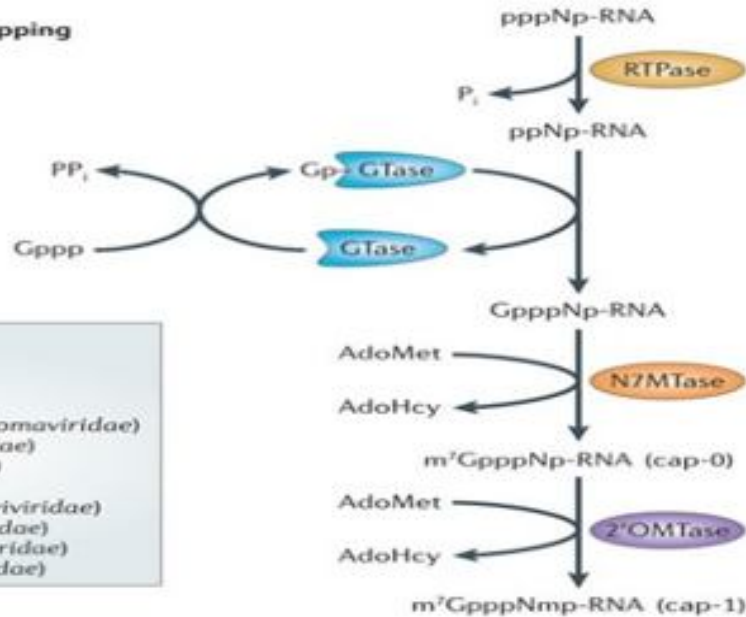 pping
pppNp-RNA
RTPase
Pᵢ
ppNp-RNA
PPᵢ
Gp GTase
Gppp
GTase
GpppNp-RNA
AdoMet
N7MTase
AdoHcy
m⁷GpppNp-RNA (cap-0)
AdoMet
2'OMTase
AdoHcy
m⁷GpppNmp-RNA (cap-1)
omaviridae)
ae)
)
iviridae)
dae)
ridae)
dae)